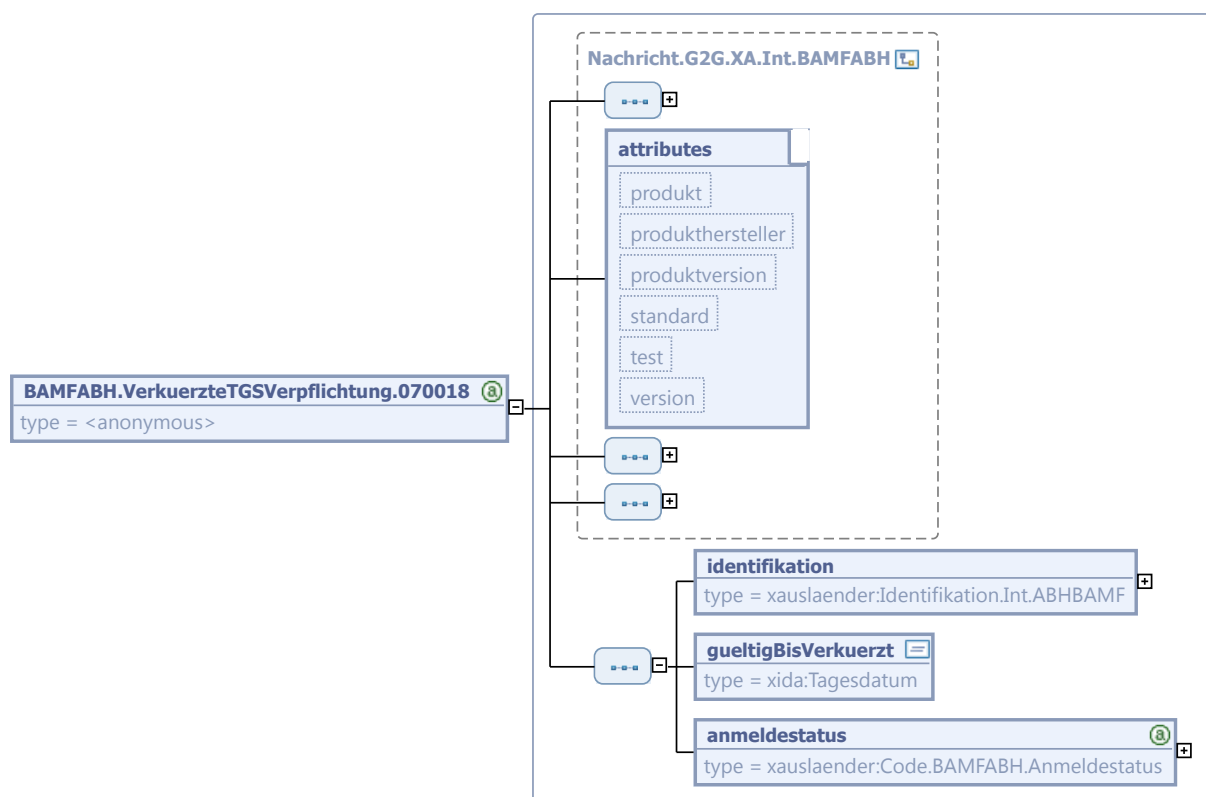 Nachricht.G2G.XA.Int.BAMFABH
attributes
produkt
produkthersteller
produktversion
standard
test
version
BAMFABH.VerkuerzteTGSVerpflichtung.070018
type = <anonymous>
identifikation
type = xauslaender:Identifikation.Int.ABHBAMF
gueltigBisVerkuerzt
type = xida:Tagesdatum
anmeldestatus
type = xauslaender:Code.BAMFABH.Anmeldestatus